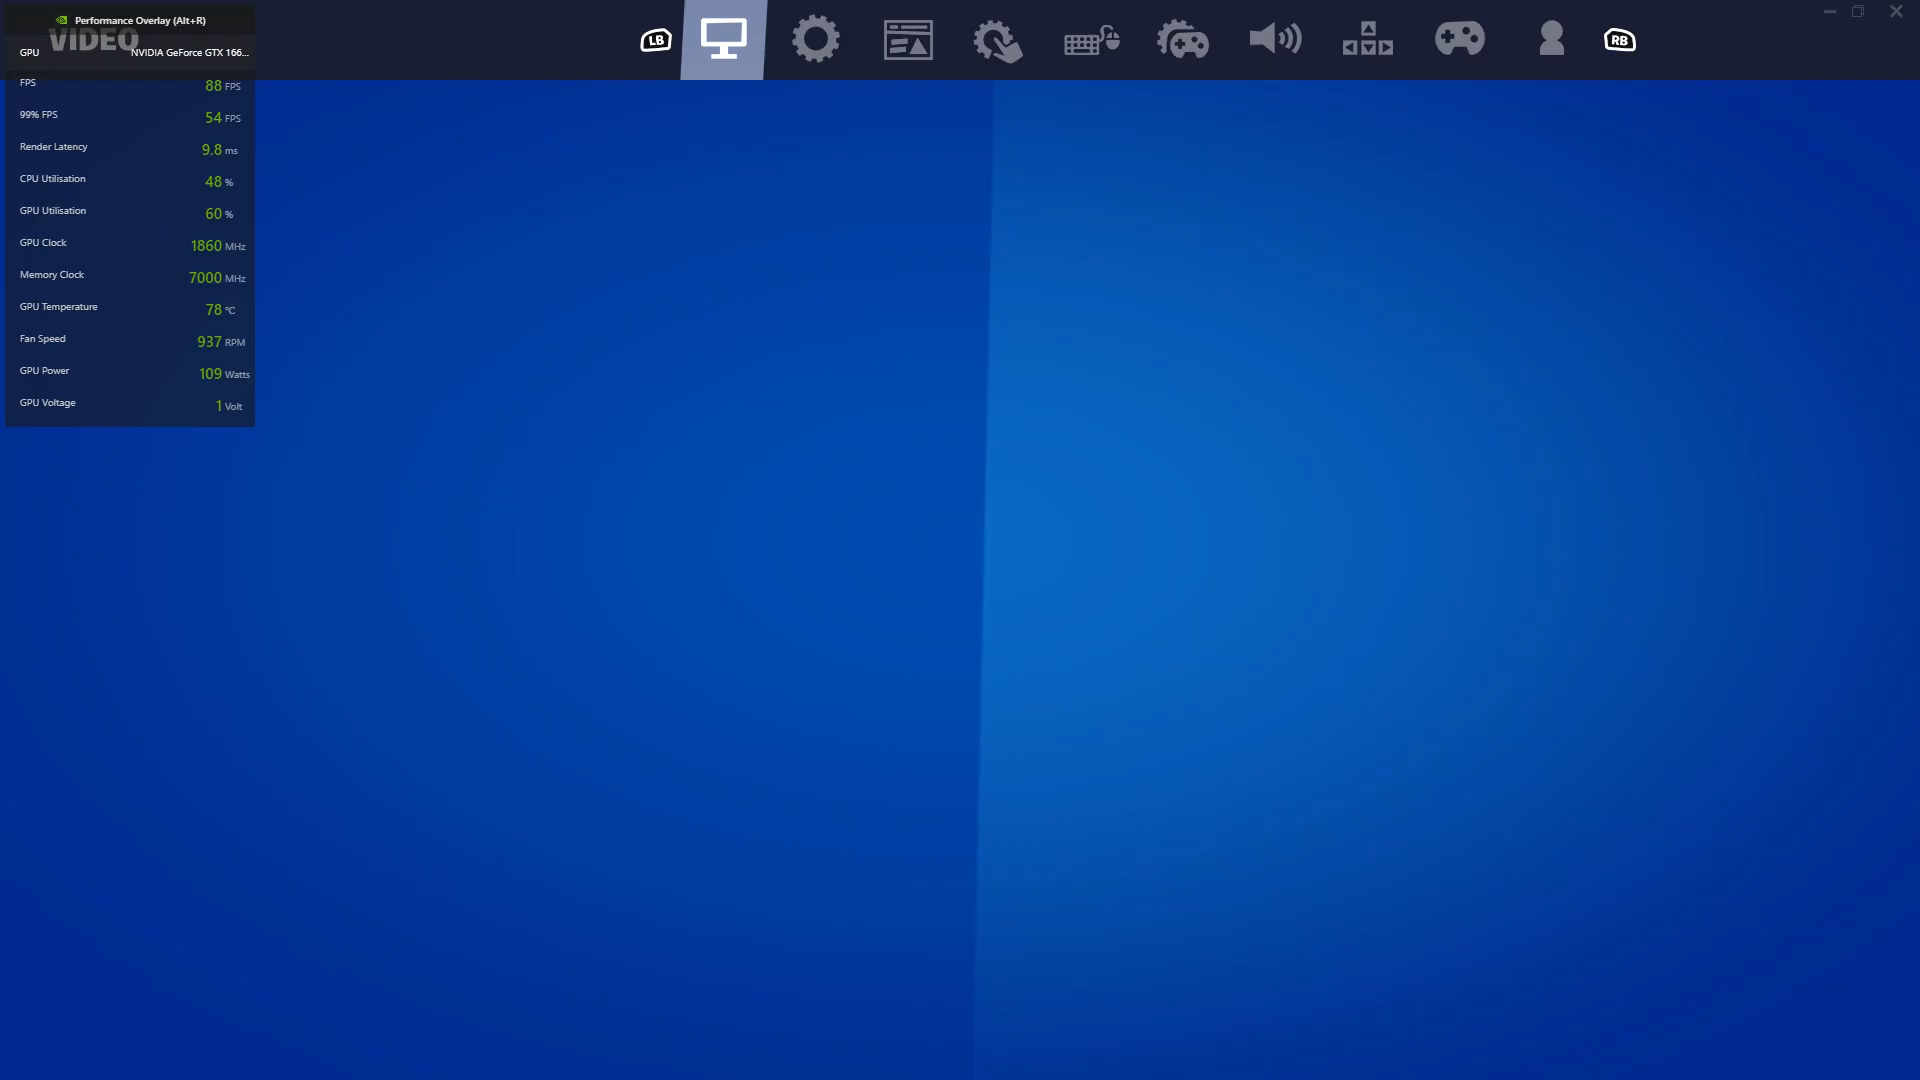 Performance Overlay (Alt+R)
VIDEO
GPU NVIDIA GeForce GTX 166...
FPS 88 FPS
99% FPS 54 FPS
Render Latency 9.8 ms
CPU Utilisation 48 %
GPU Utilisation 60 %
GPU Clock 1860 MHz
Memory Clock 7000 MHz
GPU Temperature 78 °C
Fan Speed 937 RPM
GPU Power 109 Watts
GPU Voltage 1 Volt
LB
RB